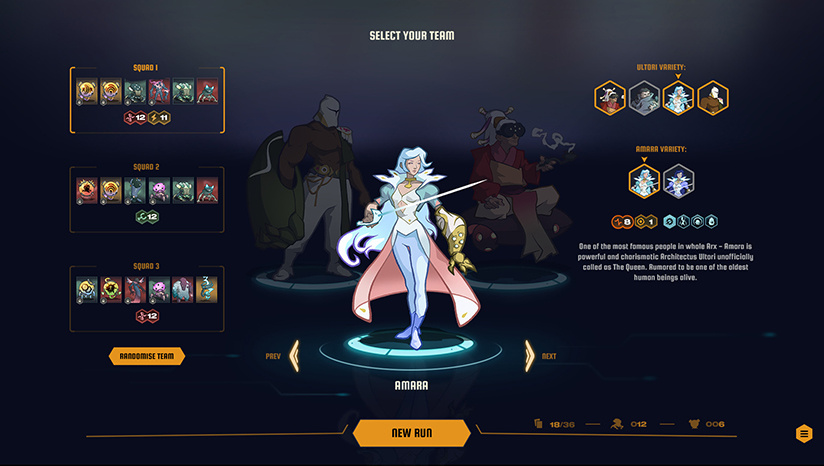 SELECT YOUR TEAM
SQUAD 1
12 11
SQUAD 2
12
SQUAD 3
12
RANDOMISE TEAM
PREV
NEXT
AMARA
NEW RUN
ULTORI VARIETY:
AMARA VARIETY:
8 1
One of the most famous people in whole Arx - Amara is
powerful and charismatic Architectus Ultori unofficially
called as The Queen. Rumored to be one of the oldest
human beings alive.
18/36
012
006